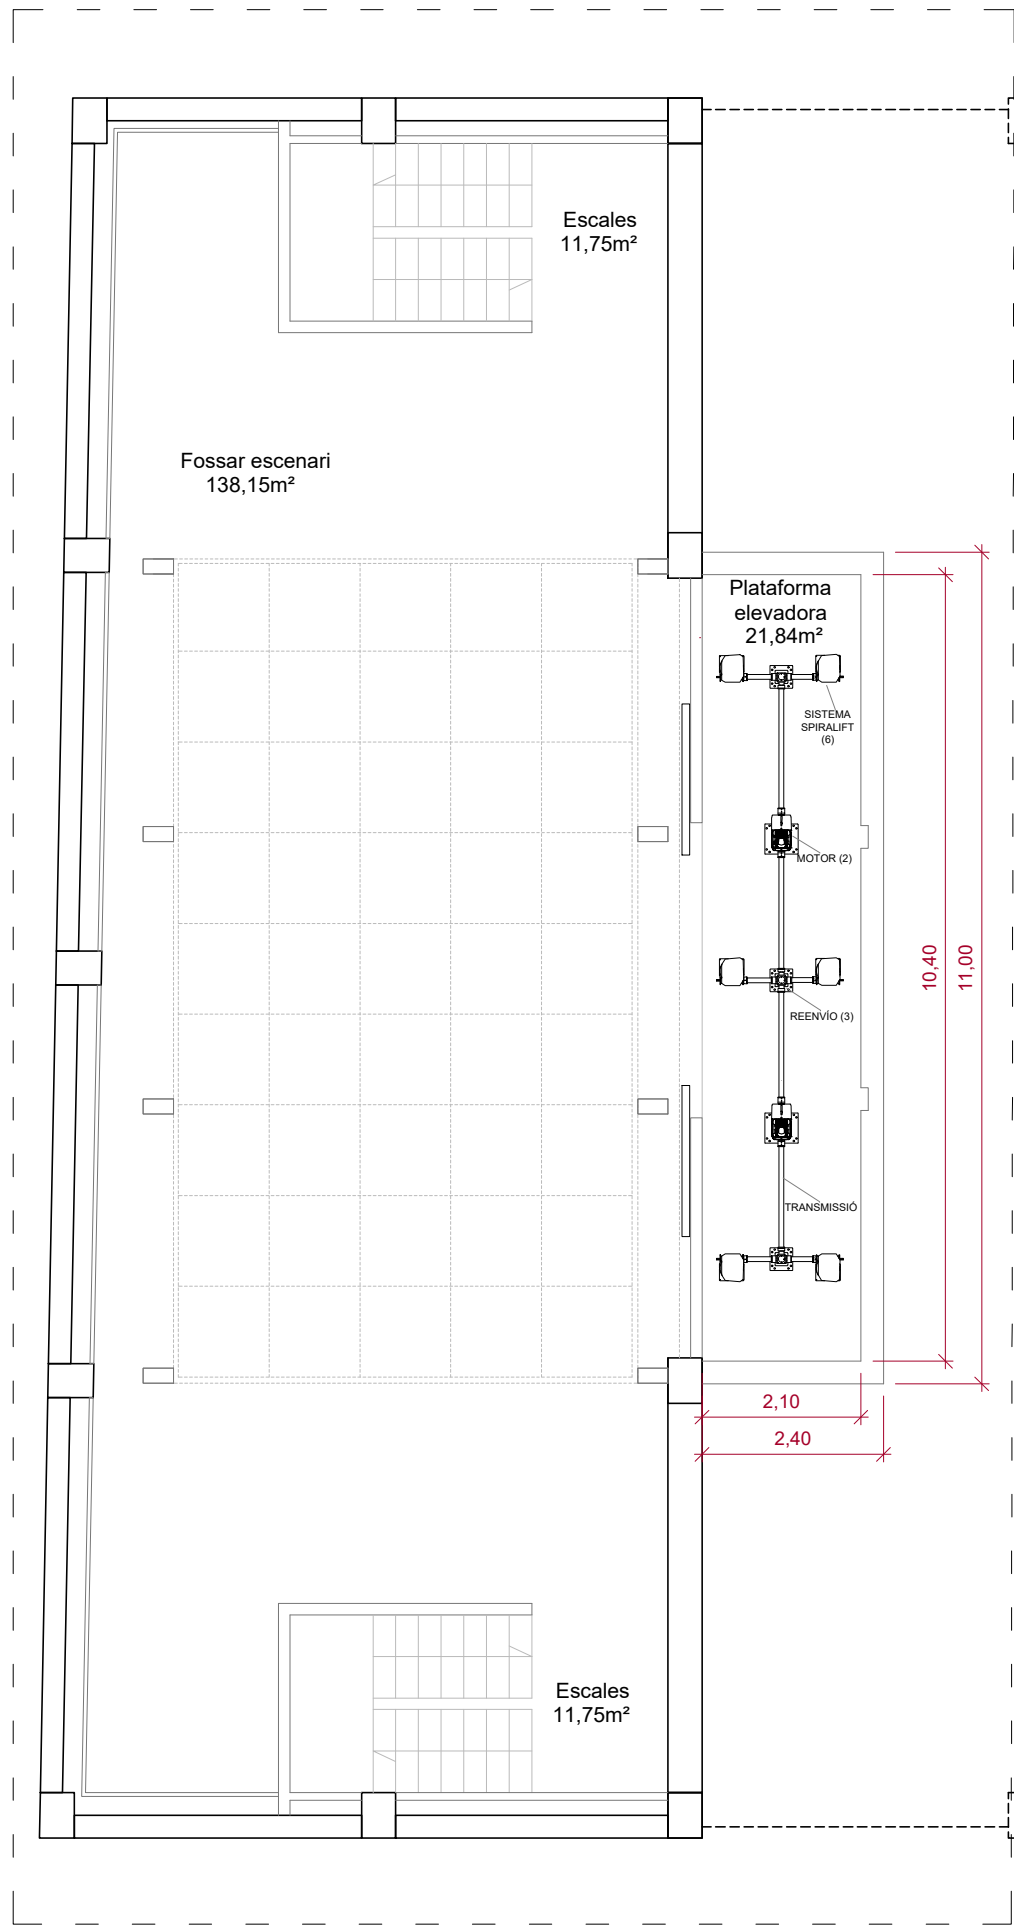 Escales
11,75m²
Fossar escenari
138,15m²
Plataforma
elevadora
21,84m²
SISTEMA
SPIRALIFT
(6)
MOTOR (2)
10,40
11,00
REENVÍO (3)
TRANSMISSIÓ
2,10
2,40
Escales
11,75m²